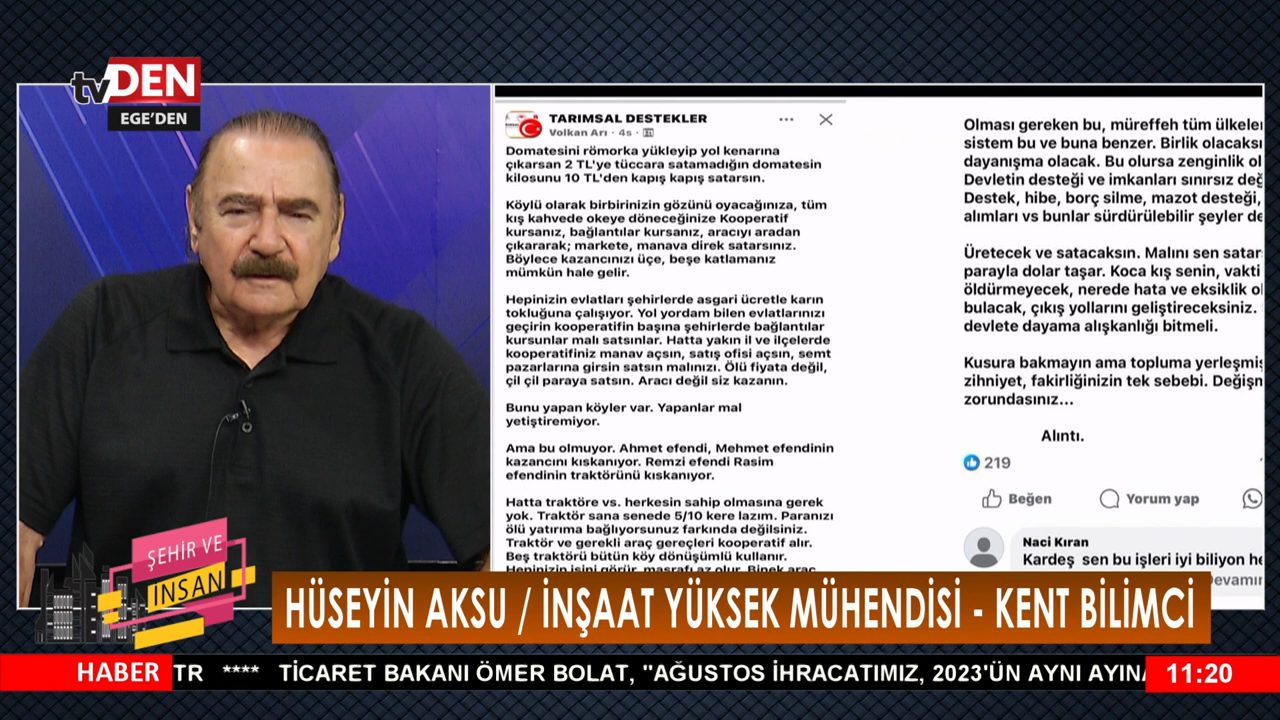 tvDEN
EGE'DEN
TARIMSAL DESTEKLER
Volkan Arı · 4s ·
Domatesini römorka yükleyip yol kenarına
çıkarsan 2 TL'ye tüccara satamadığın domatesin
kilosunu 10 TL'den kapış kapış satarsın.
Köylü olarak birbirinizin gözünü oyacağınıza, tüm
kış kahvede okeye döneceğinize Kooperatif
kursanız, bağlantılar kursanız, aracıyı aradan
çıkararak; markete, manava direk satarsınız.
Böylece kazancınızı üçe, beşe katlamanız
mümkün hale gelir.
Hepinizin evlatları şehirlerde asgari ücretle karın
tokluğuna çalışıyor. Yol yordam bilen evlatlarınızı
geçirin kooperatifin başına şehirlerde bağlantılar
kursunlar malı satsınlar. Hatta yakın il ve ilçelerde
kooperatifiniz manav açsın, satış ofisi açsın, semt
pazarlarına girsin satsın malınızı. Ölü fiyata değil,
çil çil paraya satsın. Aracı değil siz kazanın.
Bunu yapan köyler var. Yapanlar mal
yetiştiremiyor.
Ama bu olmuyor. Ahmet efendi, Mehmet efendinin
kazancını kıskanıyor. Remzi efendi Rasim
efendinin traktörünü kıskanıyor.
Hatta traktöre vs. herkesin sahip olmasına gerek
yok. Traktör sana senede 5/10 kere lazım. Paranızı
ölü yatırıma bağlıyorsunuz farkında değilsiniz.
Traktör ve gerekli araç gereçleri kooperatif alır.
Beş traktörü bütün köy dönüşümlü kullanır.
Hepinizin işini görür, masrafı az olur. Binek araç
Olması gereken bu, müreffeh tüm ülkeler
sistem bu ve buna benzer. Birlik olacaksı
dayanışma olacak. Bu olursa zenginlik ol
Devletin desteği ve imkanları sınırsız değ
Destek, hibe, borç silme, mazot desteği,
alımları vs bunlar sürdürülebilir şeyler de
Üretecek ve satacaksın. Malını sen satar
parayla dolar taşar. Koca kış senin, vakti
öldürmeyecek, nerede hata ve eksiklik ol
bulacak, çıkış yollarını geliştireceksiniz.
devlete dayama alışkanlığı bitmeli.
Kusura bakmayın ama topluma yerleşmiş
zihniyet, fakirliğinizin tek sebebi. Değişm
zorundasınız...
Alıntı.
219
Beğen Yorum yap
Naci Kıran
Kardeş sen bu işleri iyi biliyon he
Devamın
ŞEHİR VE
İNSAN
HÜSEYİN AKSU / İNŞAAT YÜKSEK MÜHENDİSİ - KENT BİLİMCİ
HABER TR **** TİCARET BAKANI ÖMER BOLAT, "AĞUSTOS İHRACATIMIZ, 2023'ÜN AYNI AYINA 11:20